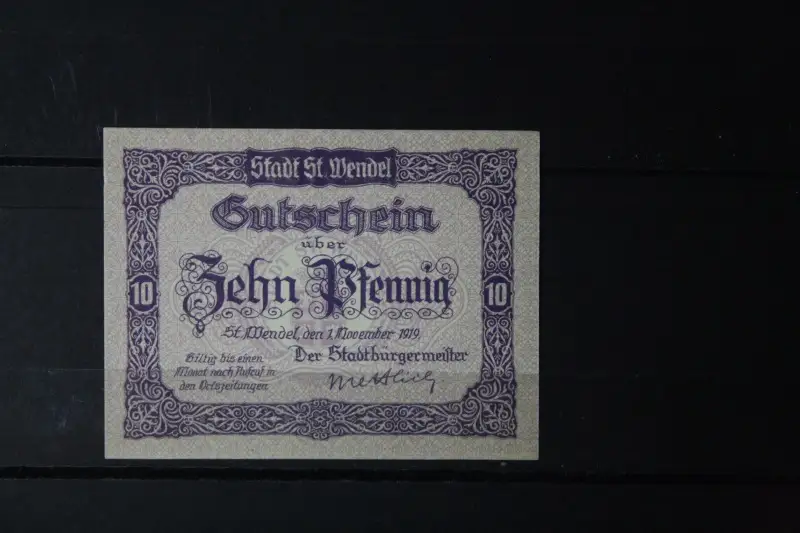 Stadt St. Wendel
Gutschein
über
Zehn Pfennig
10
10
St. Wendel, den 1. November 1919.
Giltig bis einen
Monat nach Aufruf in
den Ortszeitungen
Der Stadtbürgermeister